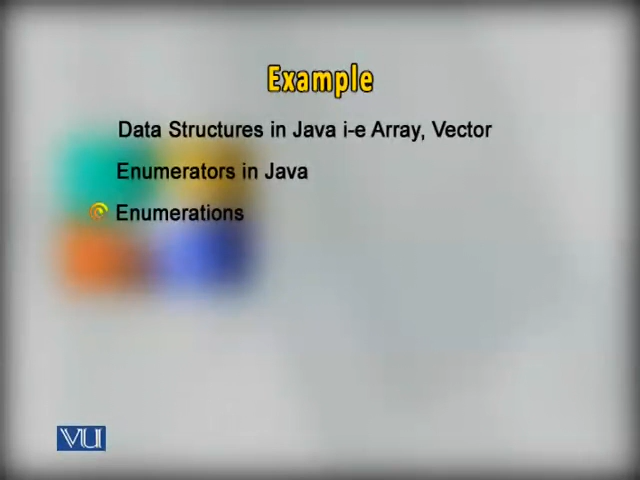 Example
Data Structures in Java i-e Array, Vector
Enumerators in Java
Enumerations
VU